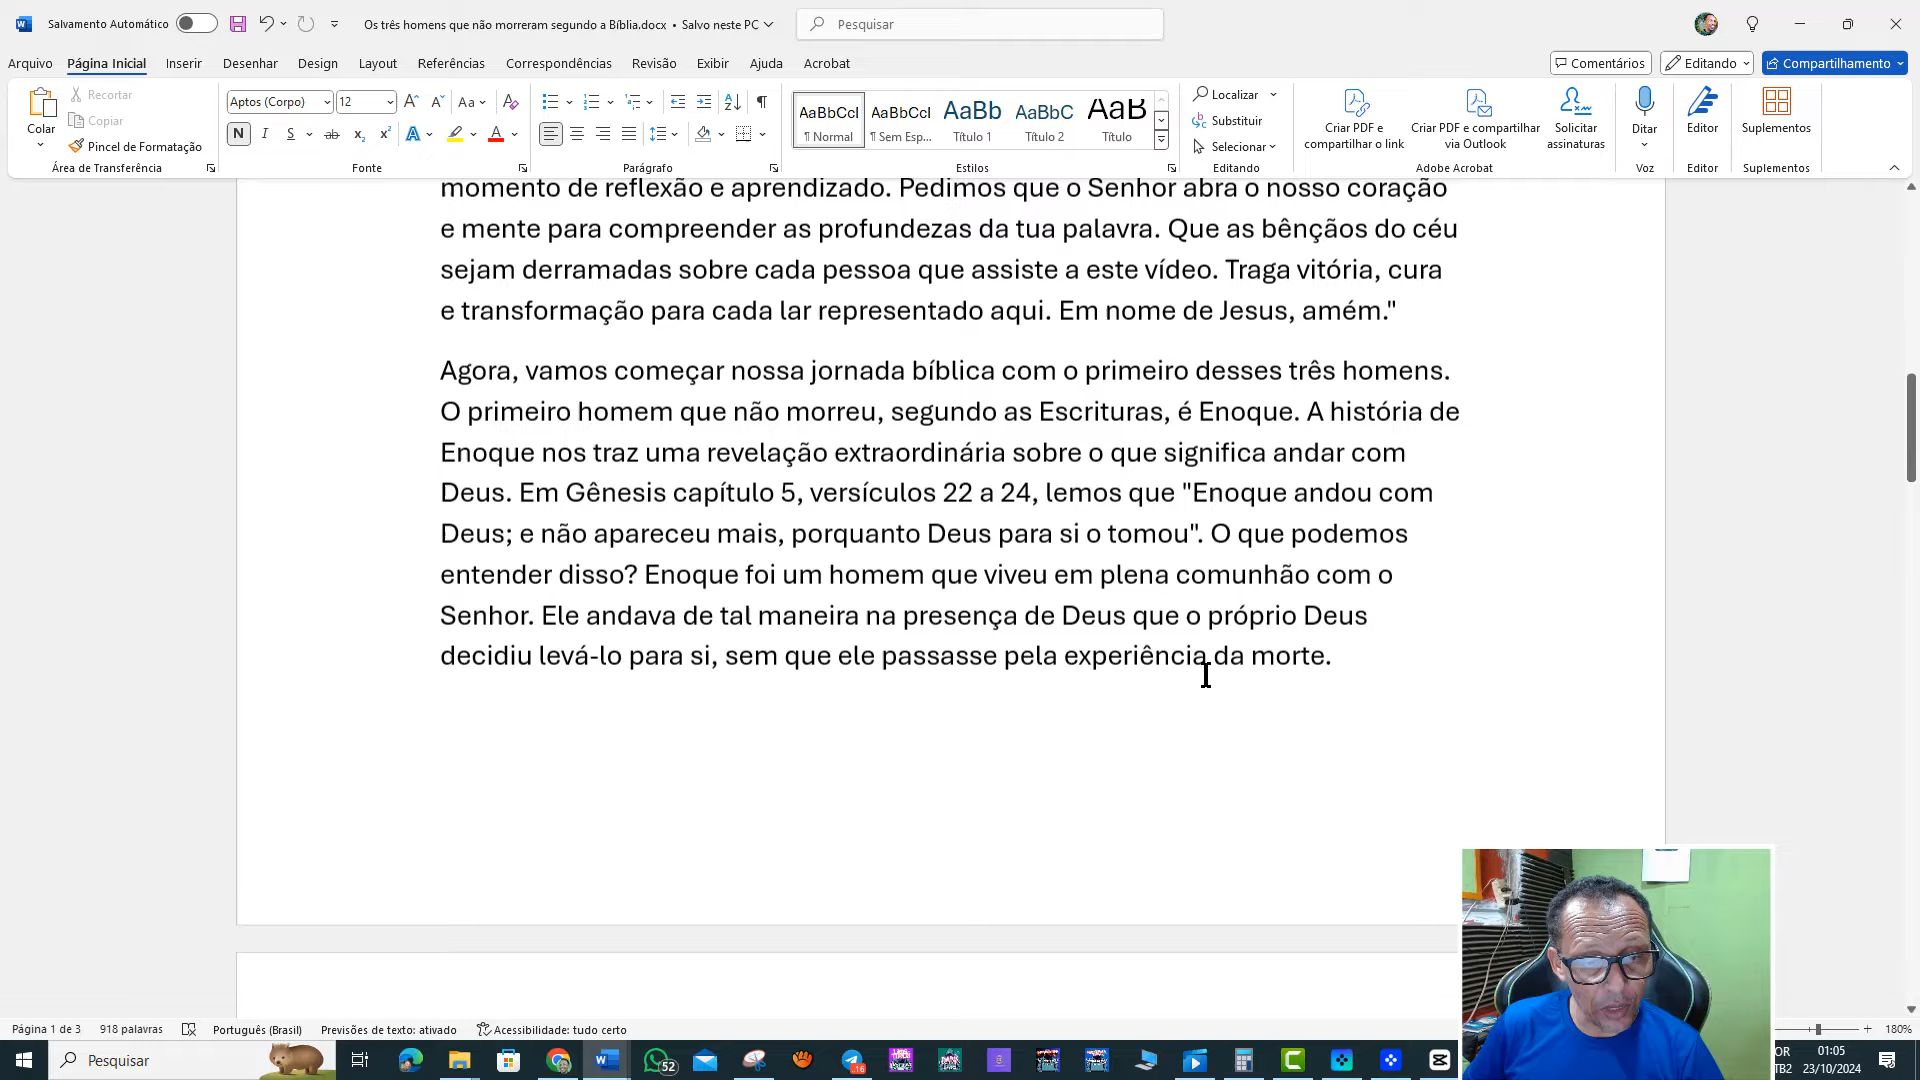 Salvamento Automático
Os três homens que não morreram segundo a Bíblia.docx • Salvo neste PC
Pesquisar
Arquivo
Página Inicial
Inserir
Desenhar
Design
Layout
Referências
Correspondências
Revisão
Exibir
Ajuda
Acrobat
Comentários
Editando
Compartilhamento
Colar
Recortar
Copiar
Pincel de Formatação
Área de Transferência
Aptos (Corpo)
12
Fonte
Parágrafo
AaBbCcI
¶ Normal
AaBbCcI
¶ Sem Esp...
AaBb
Título 1
AaBbC
Título 2
AaB
Título
Estilos
Localizar
Substituir
Selecionar
Editando
Criar PDF e
compartilhar o link
Criar PDF e compartilhar
via Outlook
Solicitar
assinaturas
Adobe Acrobat
Ditar
Voz
Editor
Editor
Suplementos
Suplementos
momento de reflexão e aprendizado. Pedimos que o Senhor abra o nosso coração
e mente para compreender as profundezas da tua palavra. Que as bênçãos do céu
sejam derramadas sobre cada pessoa que assiste a este vídeo. Traga vitória, cura
e transformação para cada lar representado aqui. Em nome de Jesus, amém."
Agora, vamos começar nossa jornada bíblica com o primeiro desses três homens.
O primeiro homem que não morreu, segundo as Escrituras, é Enoque. A história de
Enoque nos traz uma revelação extraordinária sobre o que significa andar com
Deus. Em Gênesis capítulo 5, versículos 22 a 24, lemos que "Enoque andou com
Deus; e não apareceu mais, porquanto Deus para si o tomou". O que podemos
entender disso? Enoque foi um homem que viveu em plena comunhão com o
Senhor. Ele andava de tal maneira na presença de Deus que o próprio Deus
decidiu levá-lo para si, sem que ele passasse pela experiência da morte.
Página 1 de 3
918 palavras
Português (Brasil)
Previsões de texto: ativado
Acessibilidade: tudo certo
180%
Pesquisar
52
16
OR
TB2
01:05
23/10/2024